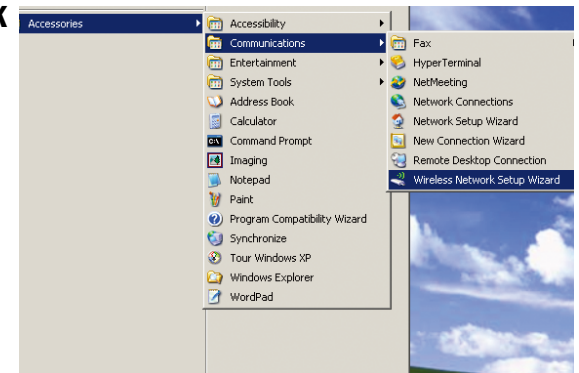 k
Accessories
Accessibility
Communications
Entertainment
System Tools
Address Book
Calculator
Command Prompt
Imaging
Notepad
Paint
Program Compatibility Wizard
Synchronize
Tour Windows XP
Windows Explorer
WordPad
Fax
HyperTerminal
NetMeeting
Network Connections
Network Setup Wizard
New Connection Wizard
Remote Desktop Connection
Wireless Network Setup Wizard